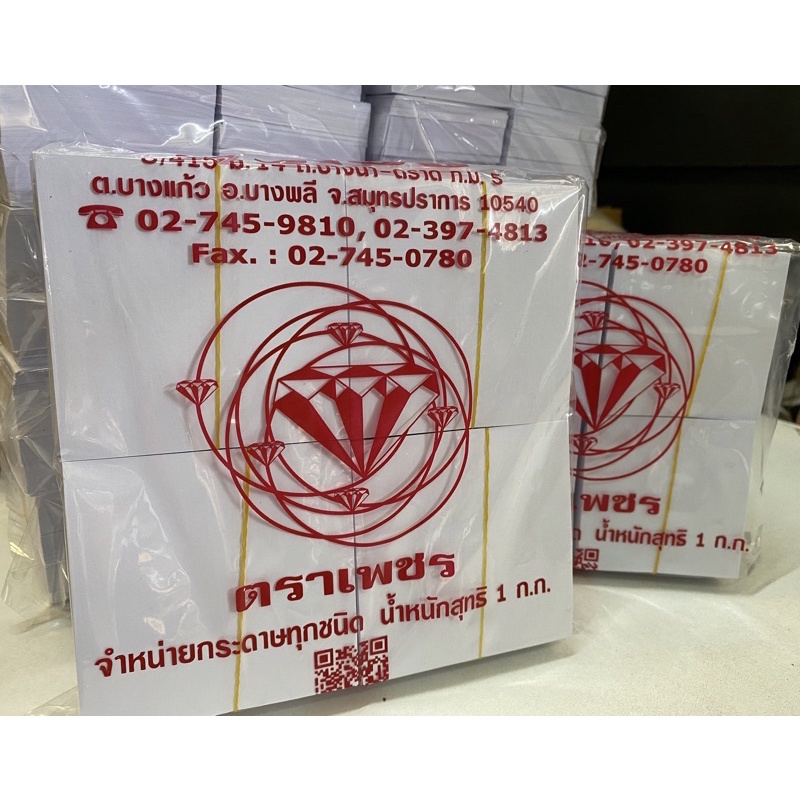 ต.บางแก้ว อ.บางพลี จ.สมุทรปราการ 10540
☎ 02-745-9810, 02-397-4813
Fax. : 02-745-0780
ตราเพชร
จำหน่ายกระดาษทุกชนิด น้ำหนักสุทธิ 1 ก.ก.
02-397-4813
-745-0780
เพชร
น้ำหนักสุทธิ 1 ก.ก.